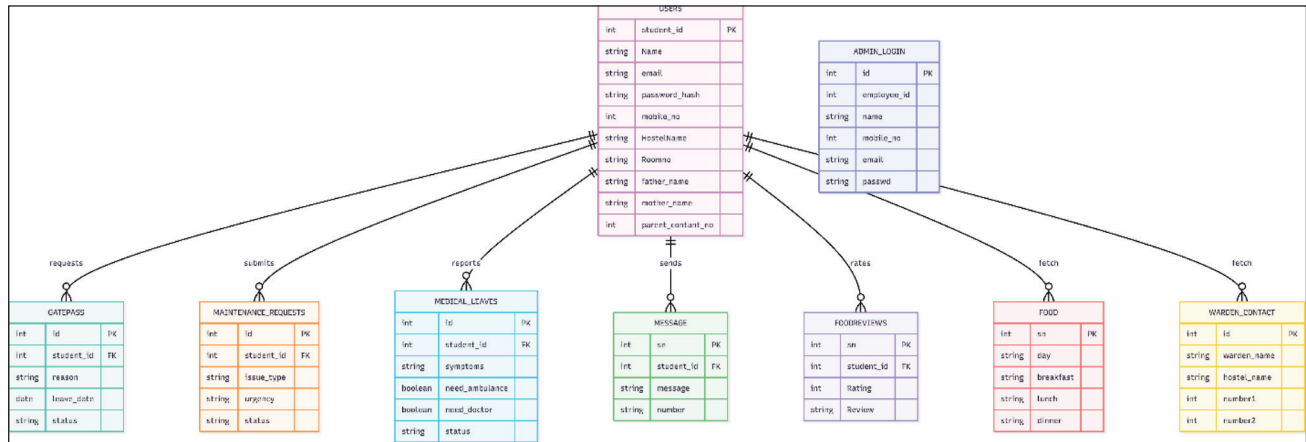 USERS
int student_id PK
string Name
string email
string password_hash
int mobile_no
string HostelName
string Roomno
string father_name
string mother_name
int parent_contant_no
ADMIN_LOGIN
int id PK
int employee_id
string name
int mobile_no
string email
string passwd
requests
submits
reports
sends
rates
fetch
fetch
GATEPASS
int id PK
int student_id FK
string reason
date leave_date
string status
MAINTENANCE_REQUESTS
int id PK
int student_id FK
string issue_type
string urgency
string status
MEDICAL_LEAVES
int id PK
int student_id FK
string symptoms
boolean need_ambulance
boolean need_doctor
string status
MESSAGE
int sn PK
int student_id FK
string message
string number
FOODREVIEWS
int sn PK
int student_id FK
int Rating
string Review
FOOD
int sn PK
string day
string breakfast
string lunch
string dinner
WARDEN_CONTACT
int id PK
string warden_name
string hostel_name
int number1
int number2